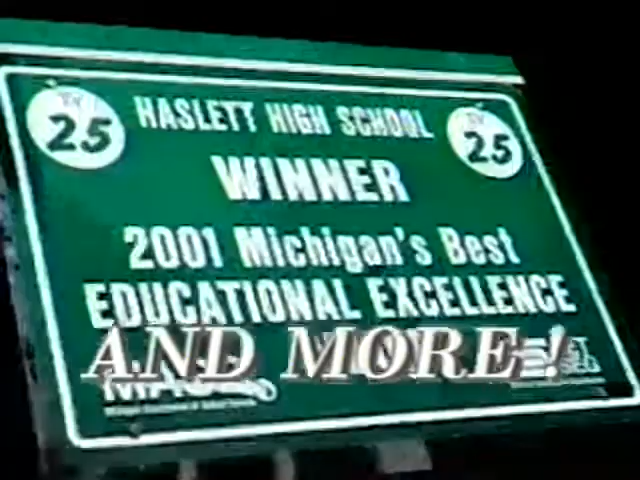 TV 25
HASLETT HIGH SCHOOL
TV 25
WINNER
2001 Michigan's Best
EDUCATIONAL EXCELLENCE
AND MORE!